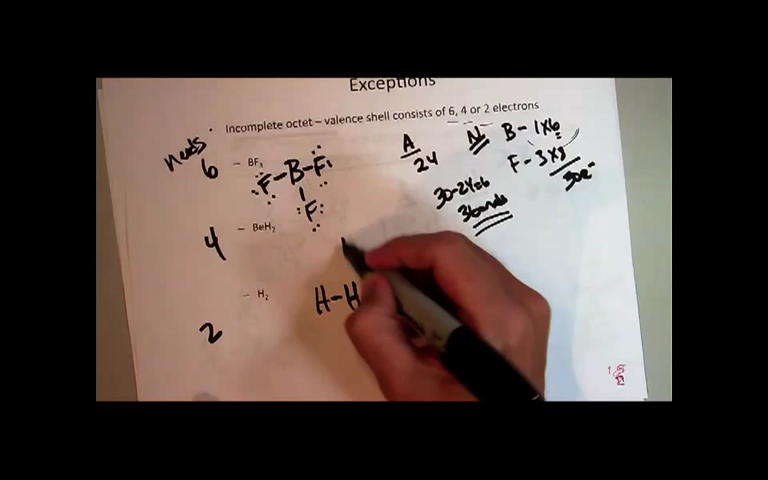 Exceptions
• Incomplete octet – valence shell consists of 6, 4 or 2 electrons
needs
6
– BF3
F–B–F
F
A
24
N
B - 1x6
F - 3x8
30e-
30-24=6
3 bonds
4
– BeH2
2
– H2
H–H